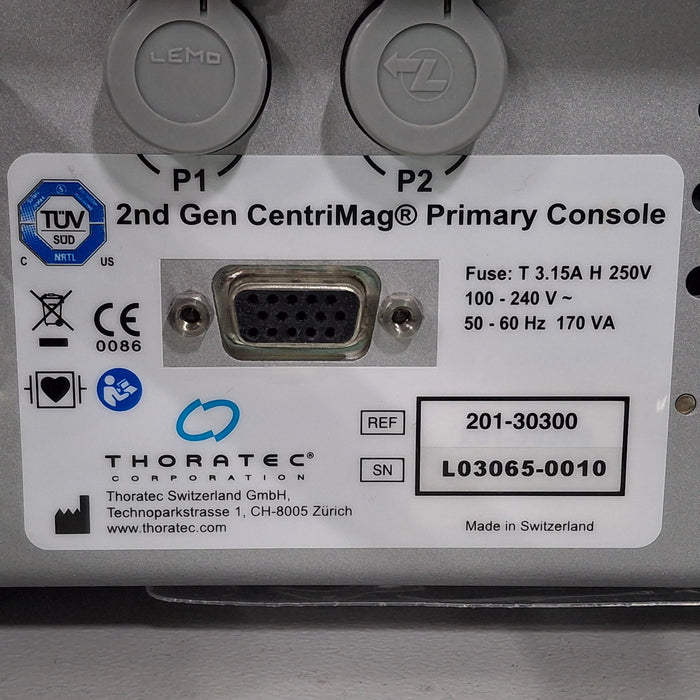 LEMO
P1 P2
TÜV
SÜD
NRTL
C US
2nd Gen CentriMag® Primary Console
Fuse: T 3.15A H 250V
100 - 240 V ~
50 - 60 Hz 170 VA
CE
0086
THORATEC®
CORPORATION
REF 201-30300
SN L03065-0010
Thoratec Switzerland GmbH,
Technoparkstrasse 1, CH-8005 Zürich
www.thoratec.com
Made in Switzerland